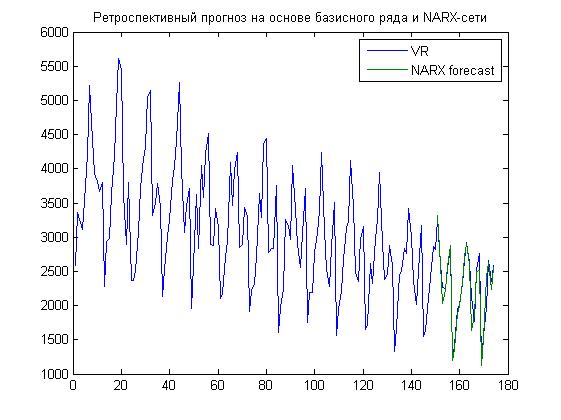 Ретроспективный прогноз на основе базисного ряда и NARX-сети
VR
NARX forecast
6000
5500
5000
4500
4000
3500
3000
2500
2000
1500
1000
0 20 40 60 80 100 120 140 160 180